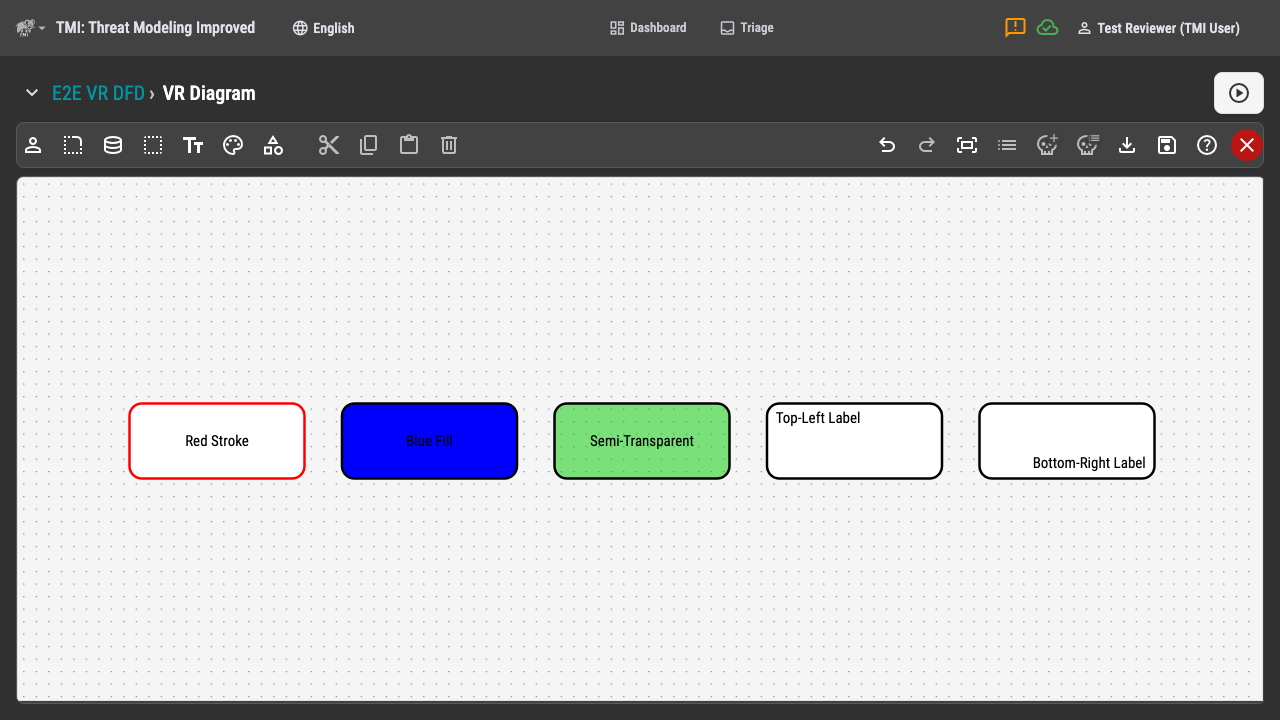 TMI: Threat Modeling Improved
English
Dashboard
Triage
Test Reviewer (TMI User)
E2E VR DFD › VR Diagram
Red Stroke
Blue Fill
Semi-Transparent
Top-Left Label
Bottom-Right Label